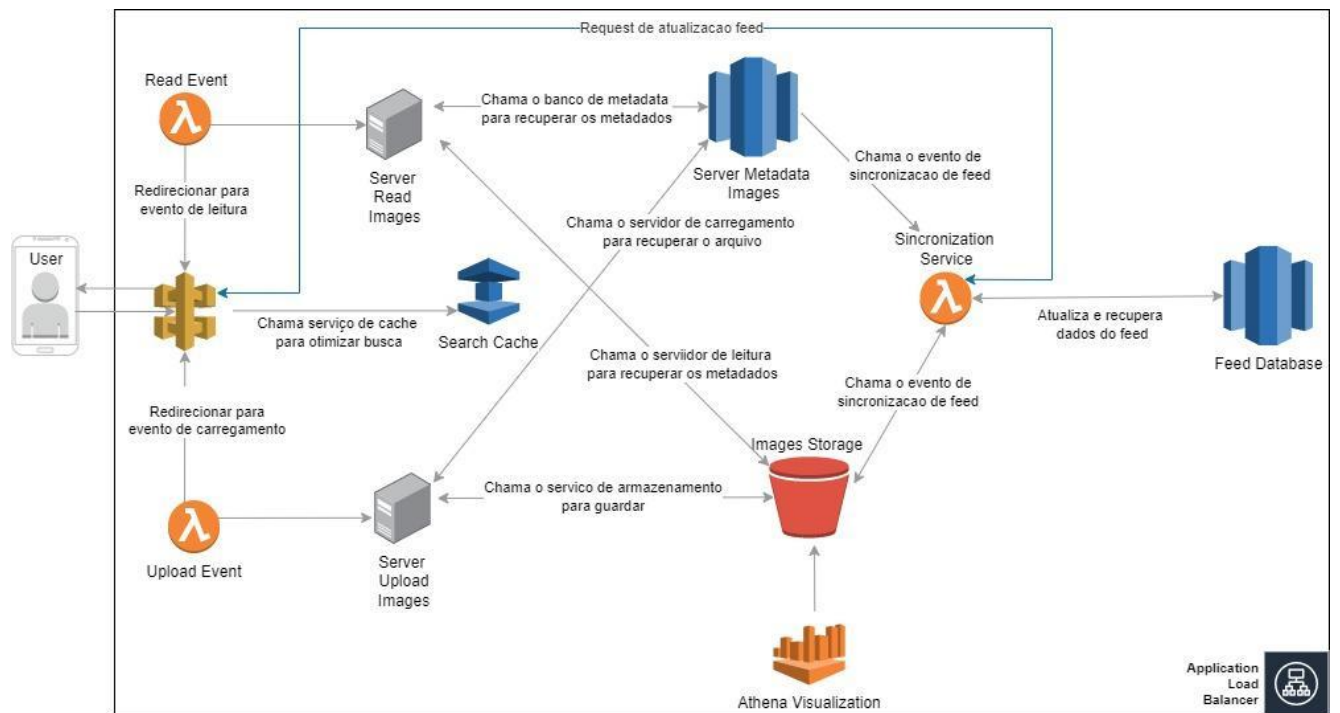 Request de atualizacao feed
Read Event
Chama o banco de metadata
para recuperar os metadados
Server
Read
Images
Server Metadata
Images
Chama o evento de
sincronizacao de feed
Redirecionar para
evento de leitura
Chama o servidor de carregamento
para recuperar o arquivo
User
Sincronization
Service
Chama serviço de cache
para otimizar busca
Search Cache
Atualiza e recupera
dados do feed
Feed Database
Chama o serviidor de leitura
para recuperar os metadados
Chama o evento de
sincronizacao de feed
Redirecionar para
evento de carregamento
Images Storage
Chama o servico de armazenamento
para guardar
Upload Event
Server
Upload
Images
Athena Visualization
Application
Load
Balancer